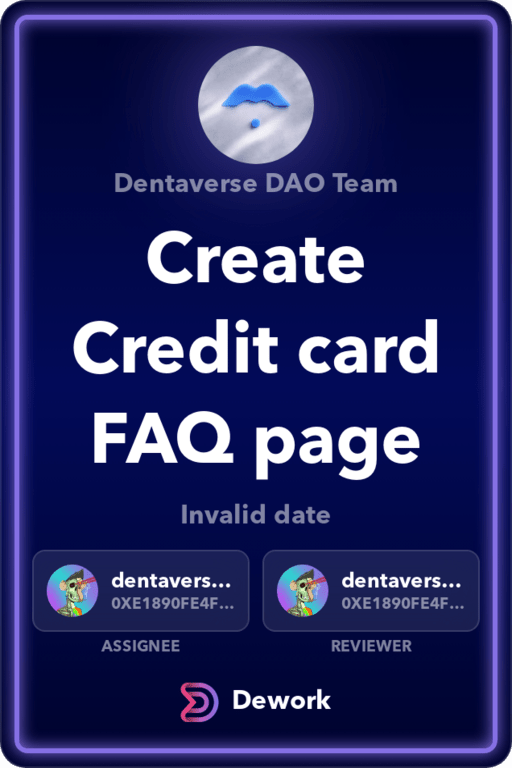 Dentaverse DAO Team
Create
Credit card
FAQ page
Invalid date
dentavers...
0XE1890FE4F...
ASSIGNEE
dentavers...
0XE1890FE4F...
REVIEWER
Dework